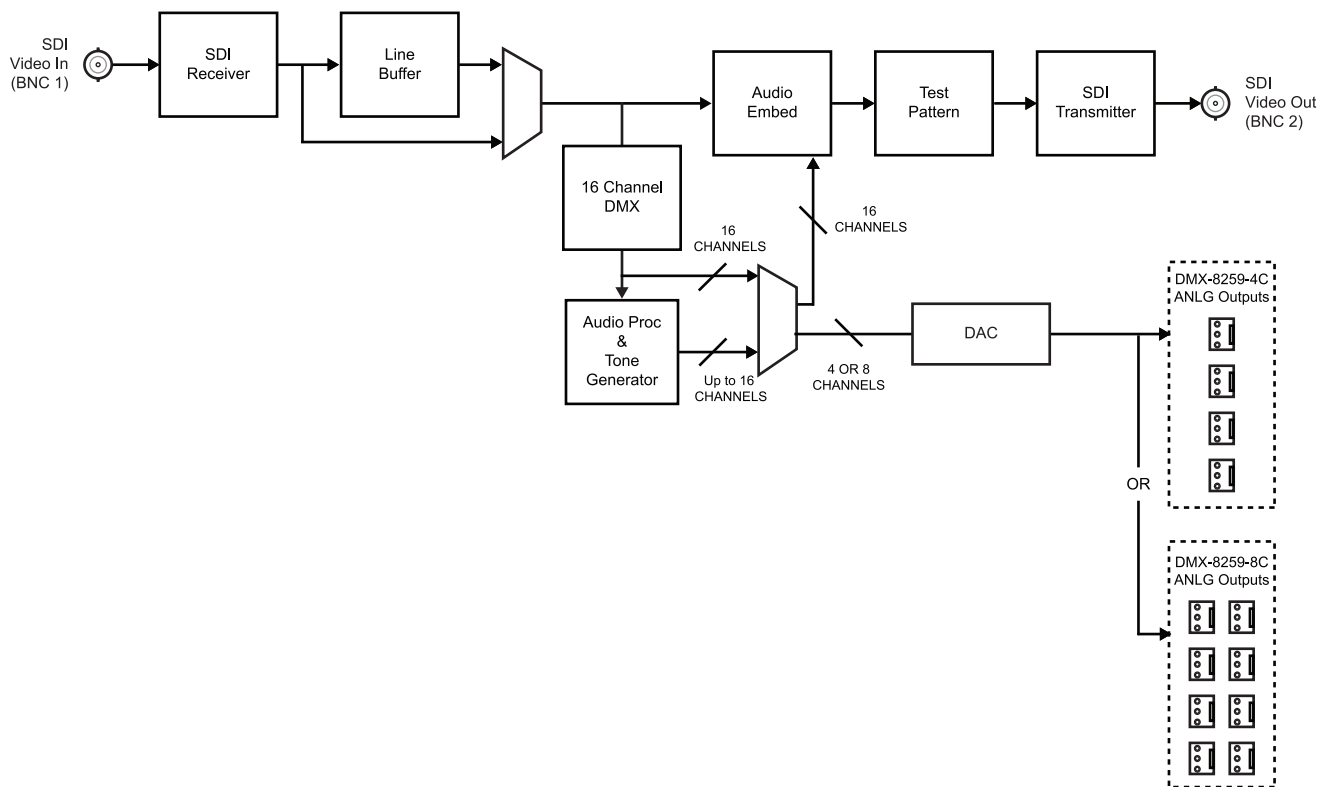 SDI
Video In
(BNC 1)
SDI
Receiver
Line
Buffer
Audio
Embed
Test
Pattern
SDI
Transmitter
SDI
Video Out
(BNC 2)
16 Channel
DMX
16
CHANNELS
16
CHANNELS
Audio Proc
&
Tone
Generator
Up to 16
CHANNELS
4 OR 8
CHANNELS
DAC
DMX-8259-4C
ANLG Outputs
OR
DMX-8259-8C
ANLG Outputs